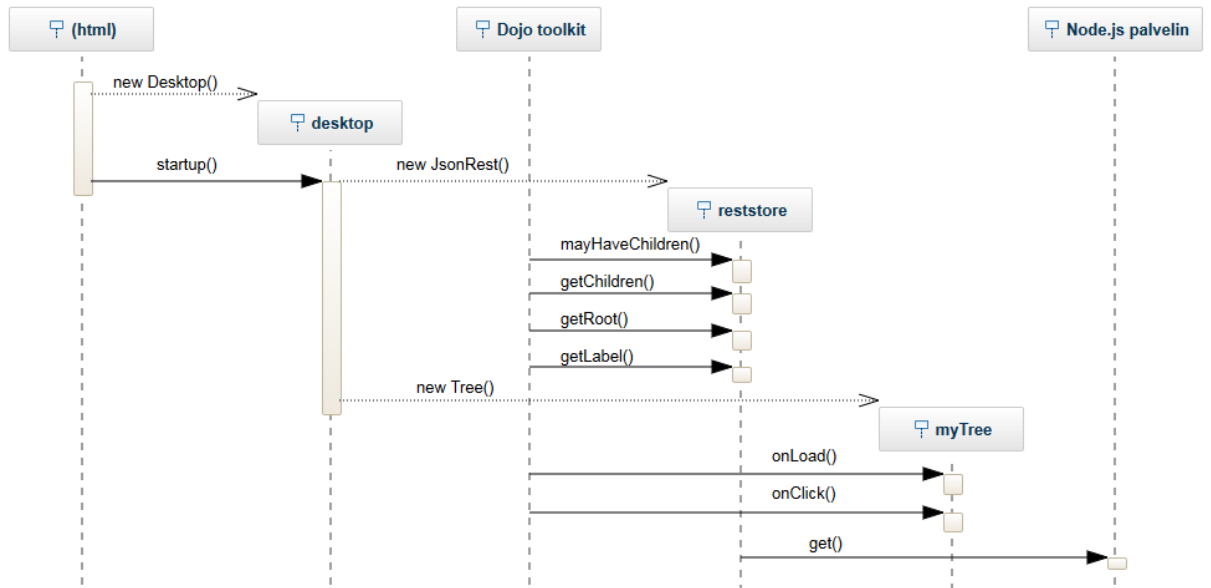 (html)
Dojo toolkit
Node.js palvelin
new Desktop()
desktop
startup()
new JsonRest()
reststore
mayHaveChildren()
getChildren()
getRoot()
getLabel()
new Tree()
myTree
onLoad()
onClick()
get()